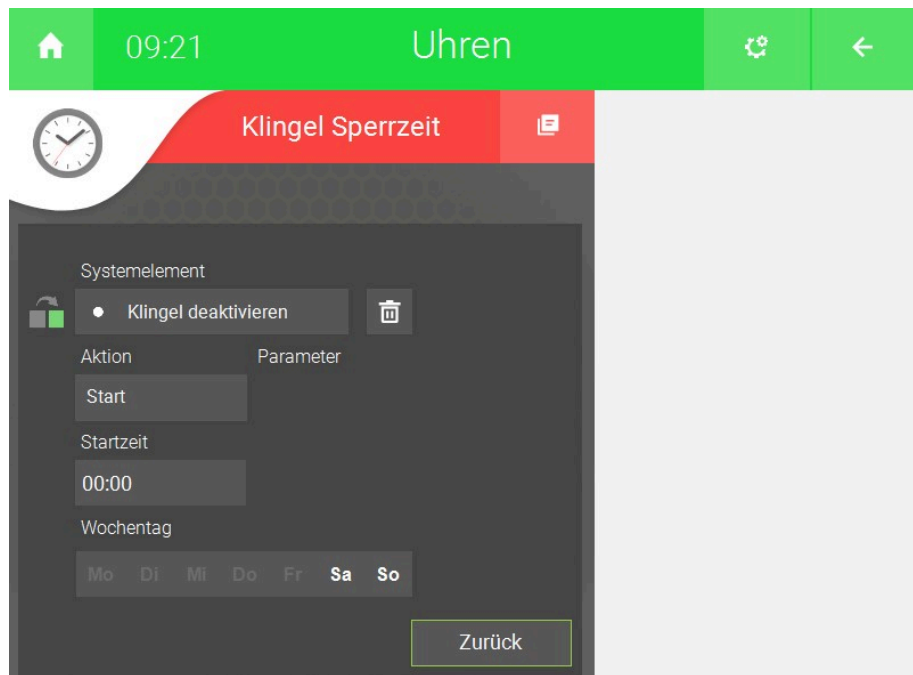 09:21 Uhren
Klingel Sperrzeit
Systemelement
Klingel deaktivieren
Aktion Parameter
Start
Startzeit
00:00
Wochentag
Mo Di Mi Do Fr Sa So
Zurück